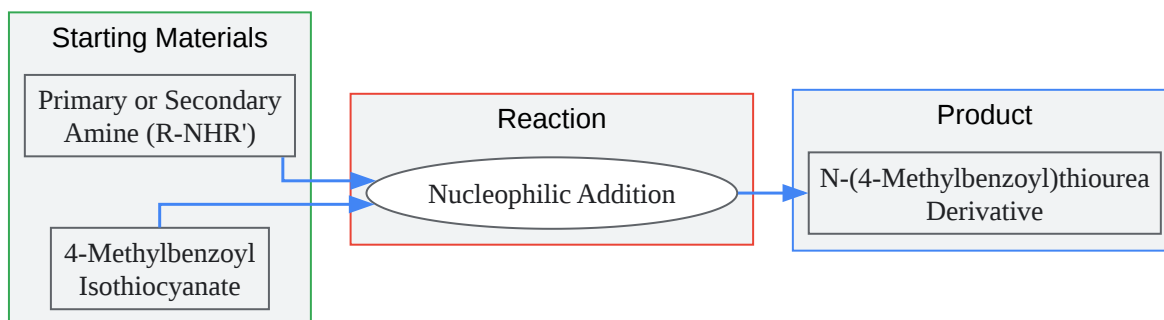 Starting Materials
Primary or Secondary
Amine (R-NHR')
4-Methylbenzoyl
Isothiocyanate
Reaction
Nucleophilic Addition
Product
N-(4-Methylbenzoyl)thiourea
Derivative